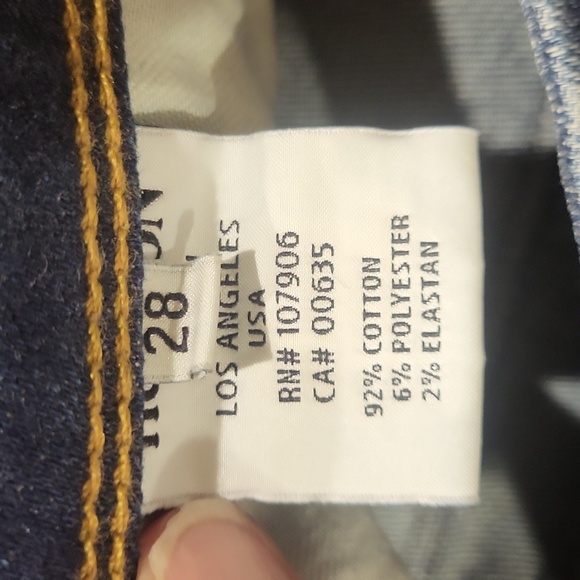 28
LOS ANGELES
USA
RN# 107906
CA# 00635
92% COTTON
6% POLYESTER
2% ELASTAN